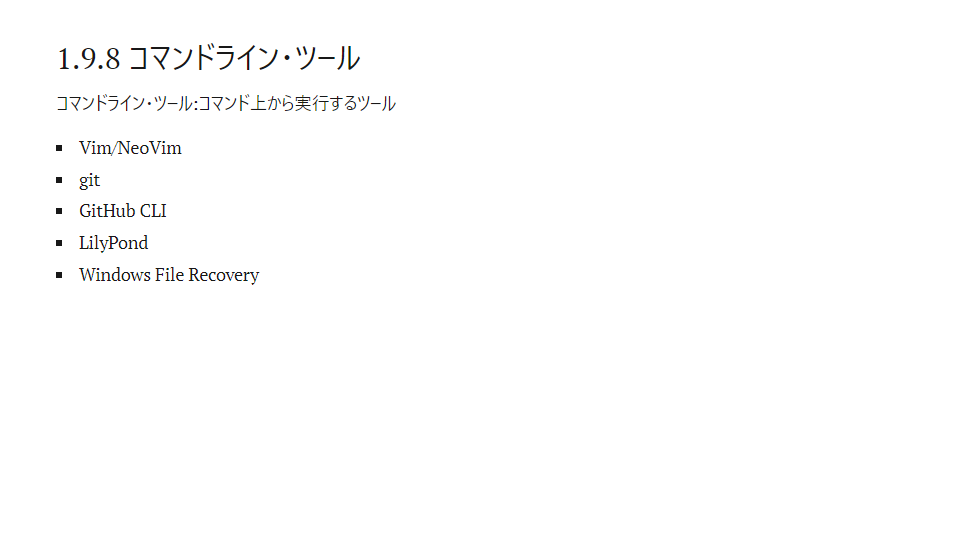 1.9.8 コマンドライン・ツール
コマンドライン・ツール:コマンド上から実行するツール
Vim/NeoVim
git
GitHub CLI
LilyPond
Windows File Recovery